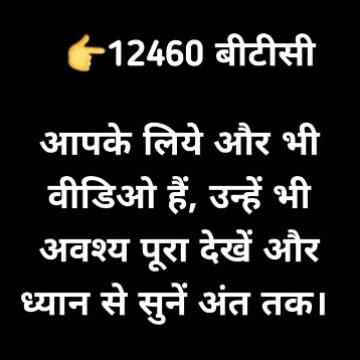 👉12460 बीटीसी
आपके लिये और भी
वीडिओ हैं, उन्हें भी
अवश्य पूरा देखें और
ध्यान से सुनें अंत तक।